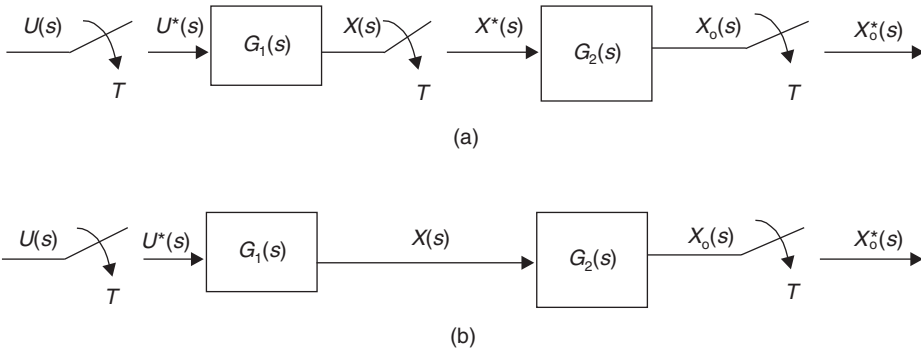 U(s) U*(s) G₁(s) X(s) X*(s) G₂(s) Xₒ(s) Xₒ*(s)
T T T
(a)
U(s) U*(s) G₁(s) X(s) G₂(s) Xₒ(s) Xₒ*(s)
T T
(b)